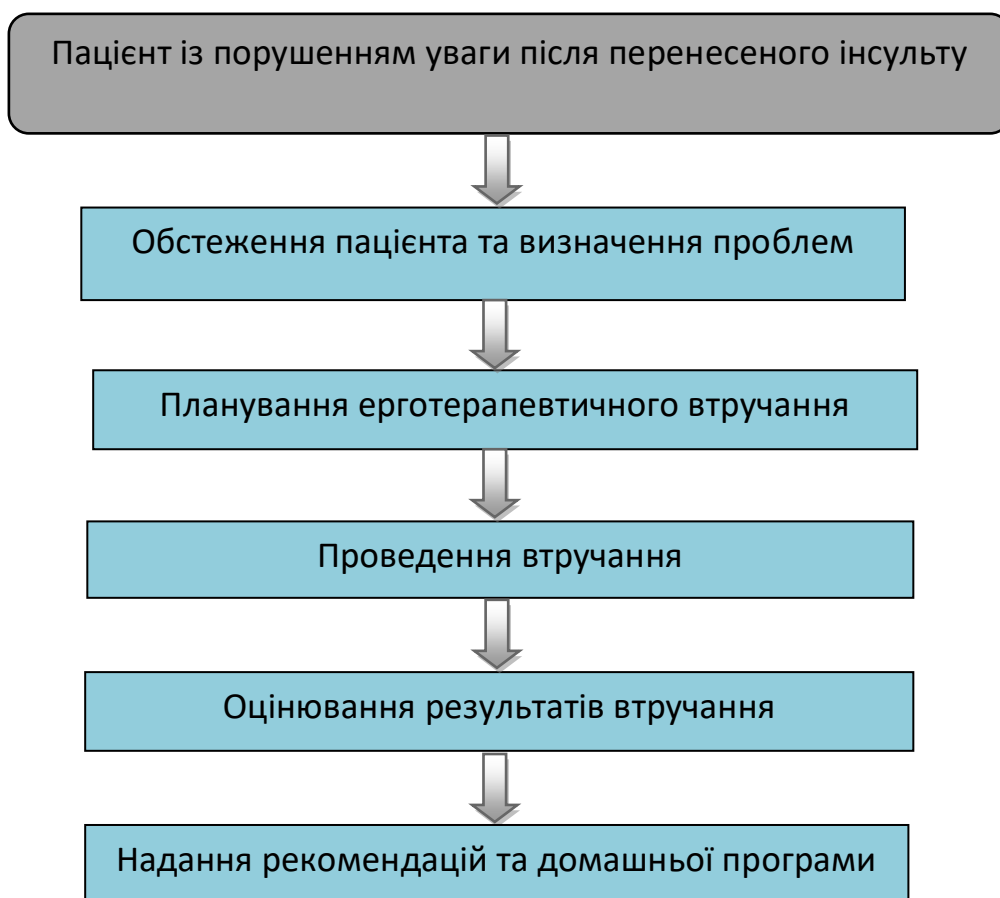 Пацієнт із порушенням уваги після перенесеного інсульту
Обстеження пацієнта та визначення проблем
Планування ерготерапевтичного втручання
Проведення втручання
Оцінювання результатів втручання
Надання рекомендацій та домашньої програми